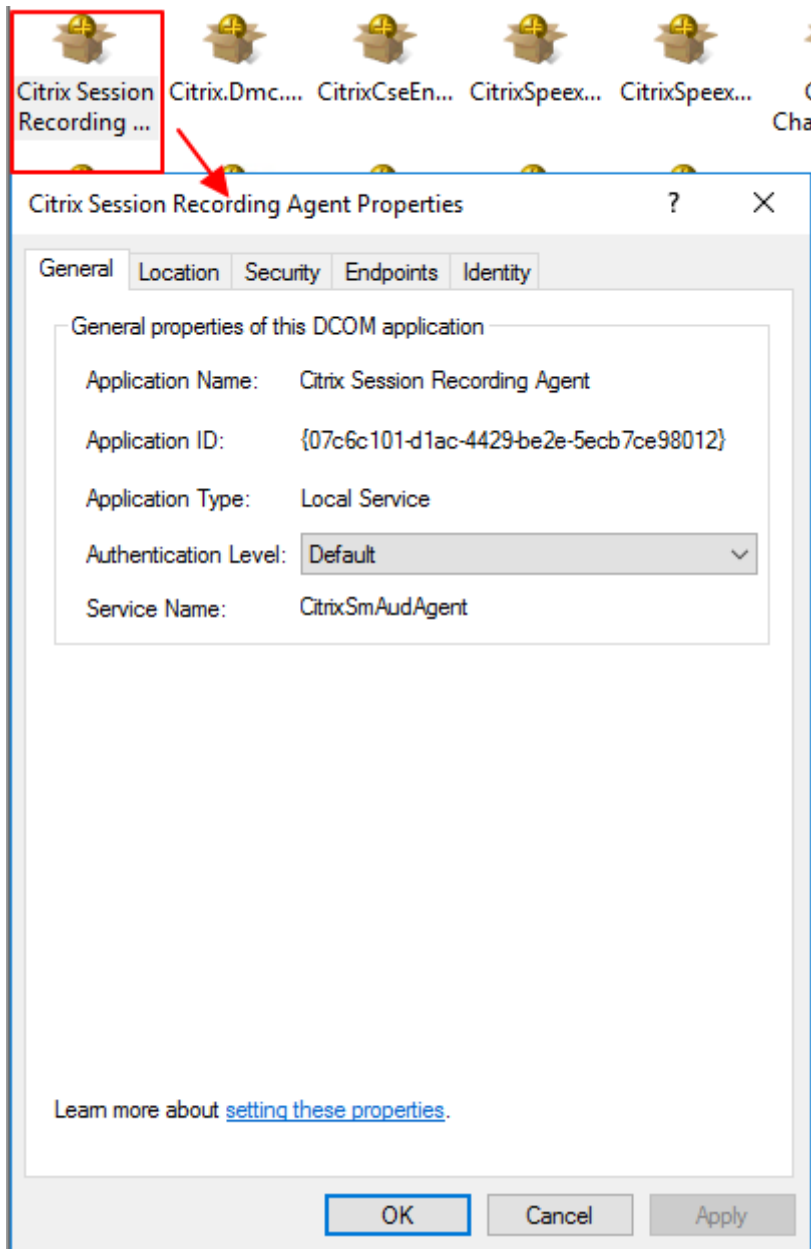 Citrix Session Recording ...
Citrix.Dmc....
CitrixCseEn...
CitrixSpeex...
CitrixSpeex...
Cha
Citrix Session Recording Agent Properties
?
General Location Security Endpoints Identity
General properties of this DCOM application
Application Name: Citrix Session Recording Agent
Application ID: {07c6c101-d1ac-4429-be2e-5ecb7ce98012}
Application Type: Local Service
Authentication Level: Default
Service Name: CitrixSmAudAgent
Learn more about setting these properties.
OK Cancel Apply